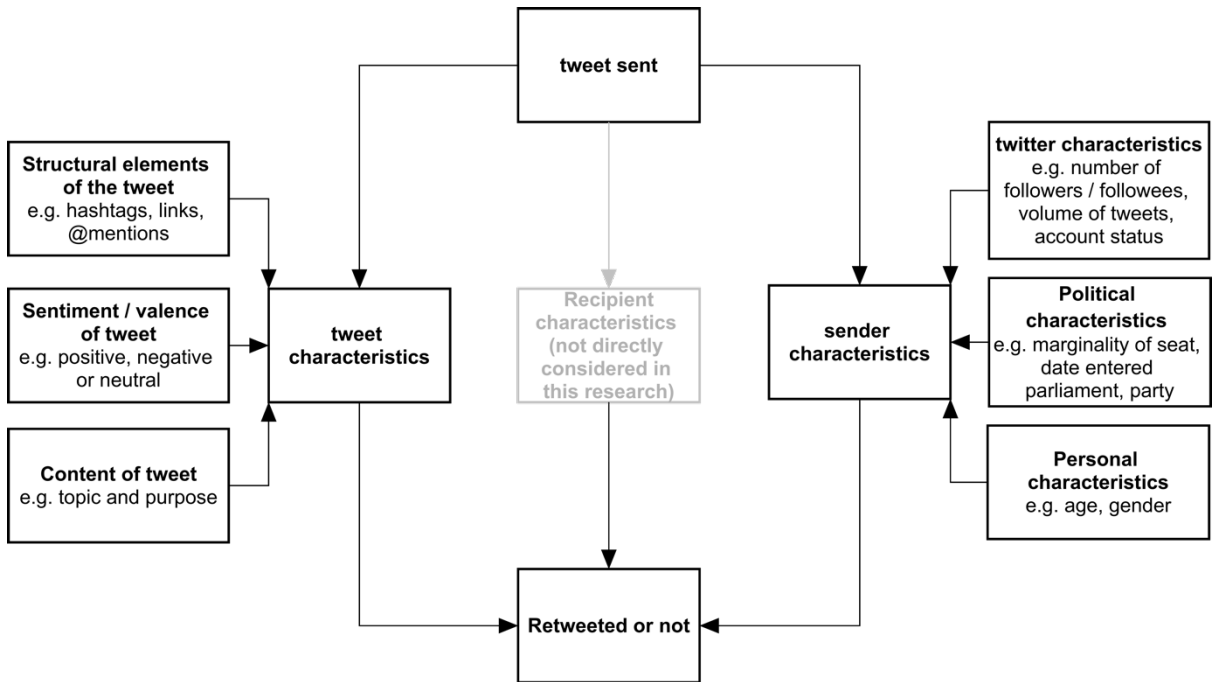 tweet sent
Structural elements
of the tweet
e.g. hashtags, links,
@mentions
Sentiment / valence
of tweet
e.g. positive, negative
or neutral
Content of tweet
e.g. topic and purpose
tweet
characteristics
Recipient
characteristics
(not directly
considered in
this research)
sender
characteristics
twitter characteristics
e.g. number of
followers / followees,
volume of tweets,
account status
Political
characteristics
e.g. marginality of seat,
date entered
parliament, party
Personal
characteristics
e.g. age, gender
Retweeted or not